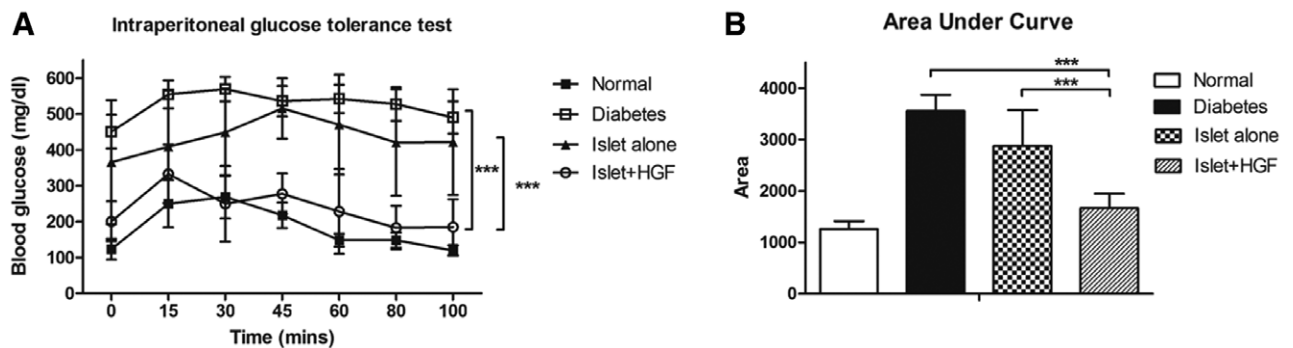 A
Intraperitoneal glucose tolerance test
Blood glucose (mg/dl)
600
500
400
300
200
100
0
0 15 30 45 60 80 100
Time (mins)
Normal
Diabetes
Islet alone
Islet+HGF
***
***
B
Area Under Curve
Area
4000
3000
2000
1000
0
***
***
Normal
Diabetes
Islet alone
Islet+HGF